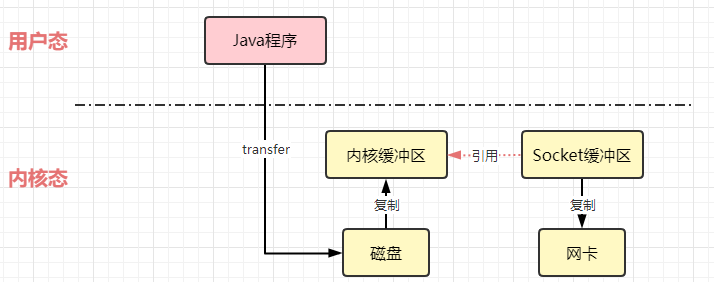 用户态
Java程序
transfer
内核态
内核缓冲区
引用
Socket缓冲区
复制
复制
磁盘
网卡